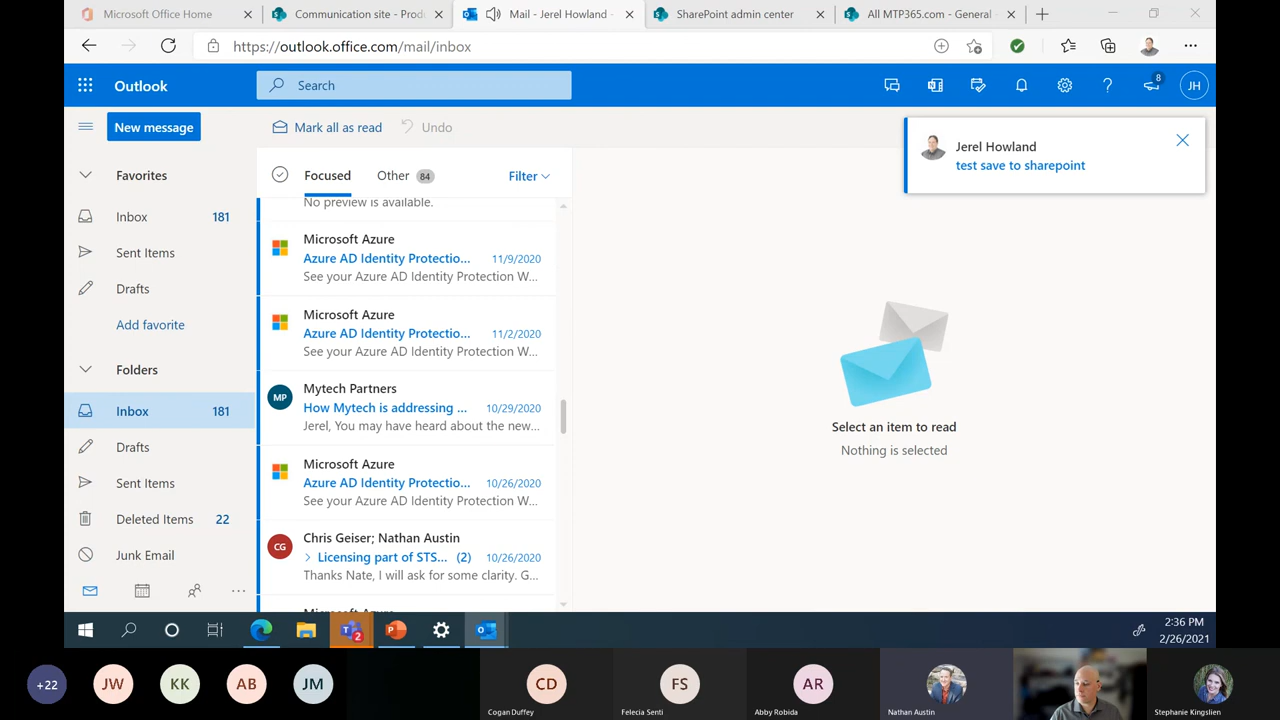 Microsoft Office Home
Communication site - Prod
Mail - Jerel Howland -
SharePoint admin center
All MTP365.com - General -
https://outlook.office.com/mail/inbox
Outlook
Search
8
JH
New message
Mark all as read
Undo
Jerel Howland
test save to sharepoint
Favorites
Focused
Other 84
Filter
No preview is available.
Inbox 181
Sent Items
Drafts
Add favorite
Folders
Inbox 181
Drafts
Sent Items
Deleted Items 22
Junk Email
Microsoft Azure
Azure AD Identity Protectio... 11/9/2020
See your Azure AD Identity Protection W...
Microsoft Azure
Azure AD Identity Protectio... 11/2/2020
See your Azure AD Identity Protection W...
MP
Mytech Partners
How Mytech is addressing ... 10/29/2020
Jerel, You may have heard about the new...
Microsoft Azure
Azure AD Identity Protectio... 10/26/2020
See your Azure AD Identity Protection W...
CG
Chris Geiser; Nathan Austin
Licensing part of STS... (2) 10/26/2020
Thanks Nate, I will ask for some clarity. G...
Microsoft Azure
Select an item to read
Nothing is selected
2
2:36 PM
2/26/2021
+22
JW
KK
AB
JM
CD
Cogan Duffey
FS
Felecia Senti
AR
Abby Robida
Nathan Austin
Stephanie Kingslien